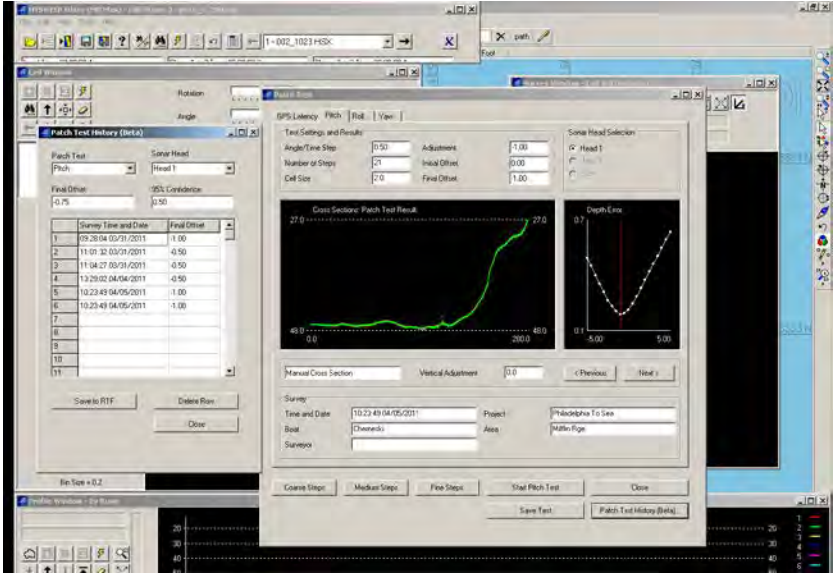 1 - 002_1023.HSX
path
Rotation
Angle
Patch Test History (Beta)
Patch Test
Sonar Head
Pitch
Head 1
Final Offset
95% Confidence
-0.75
0.50
Survey Time and Date
Final Offset
1 09:28:04 03/31/2011 -1.00
2 11:01:32 03/31/2011 -0.50
3 11:04:27 03/31/2011 -0.50
4 13:29:02 04/04/2011 -0.50
5 10:23:49 04/05/2011 -1.00
6 10:23:49 04/05/2011 -1.00
7
8
9
10
11
Save to RTF
Delete Row
Close
Bin Size = 0.2
Patch Test
GPS Latency
Pitch
Roll
Yaw
Test Settings and Results
Angle/Time Step 0.50
Adjustment -1.00
Number of Steps 21
Initial Offset 0.00
Cell Size 2.0
Final Offset
Sonar Head Selection
Head 1
Cross Sections: Patch Test Result
27.0
27.0
48.0
48.0
0.0
200.0
Depth Error
0.7
0.1
-5.00
5.00
Manual Cross Section
Vertical Adjustment 0.0
< Previous
Next >
Survey
Time and Date 10:23:49 04/05/2011
Project Philadelphia To Sea
Boat
Area
Surveyor
Coarse Steps
Medium Steps
Fine Steps
Start Pitch Test
Close
Save Test
Patch Test History (Beta)...
20
30
40
20
30
40
1
2
3
4
5
6